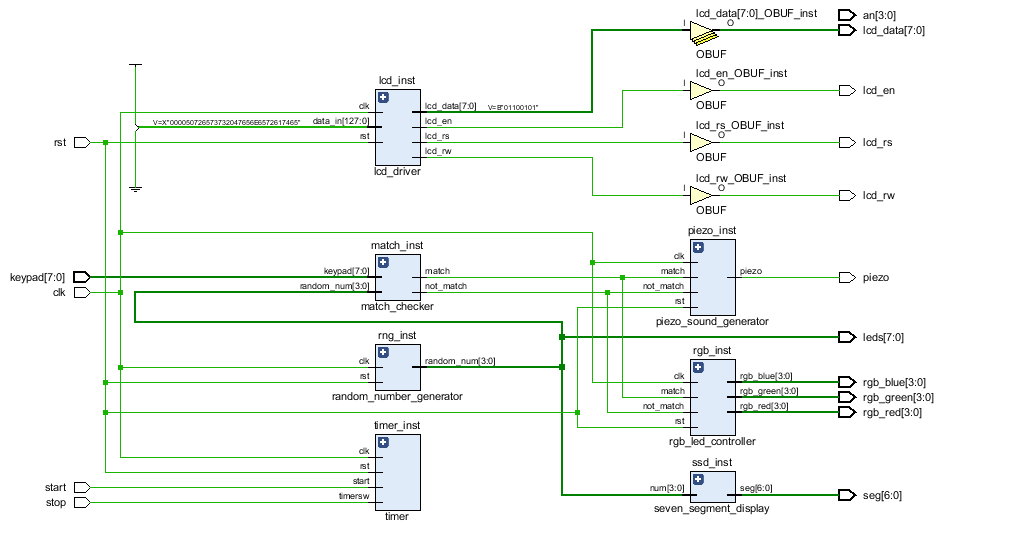 lcd_data[7:0]_OBUF_inst
an[3:0]
I
O
lcd_data[7:0]
OBUF
lcd_inst
lcd_en_OBUF_inst
I
O
lcd_en
OBUF
clk
lcd_data[7:0]
V=B"01100101"
V=X"00005072657373204765​6E6572617465"
data_in[127:0]
lcd_en
rst
rst
lcd_rs
lcd_rw
lcd_driver
lcd_rs_OBUF_inst
I
O
lcd_rs
OBUF
lcd_rw_OBUF_inst
I
O
lcd_rw
OBUF
match_inst
piezo_inst
clk
keypad[7:0]
keypad[7:0]
match
match
piezo
piezo
clk
random_num[3:0]
not_match
not_match
rst
match_checker
piezo_sound_generator
rng_inst
leds[7:0]
rgb_inst
clk
random_num[3:0]
rst
random_number_generator
clk
rgb_blue[3:0]
rgb_blue[3:0]
match
rgb_green[3:0]
rgb_green[3:0]
not_match
rgb_red[3:0]
rgb_red[3:0]
rst
rgb_led_controller
timer_inst
clk
rst
start
start
stop
timersw
timer
ssd_inst
num[3:0]
seg[6:0]
seg[6:0]
seven_segment_display